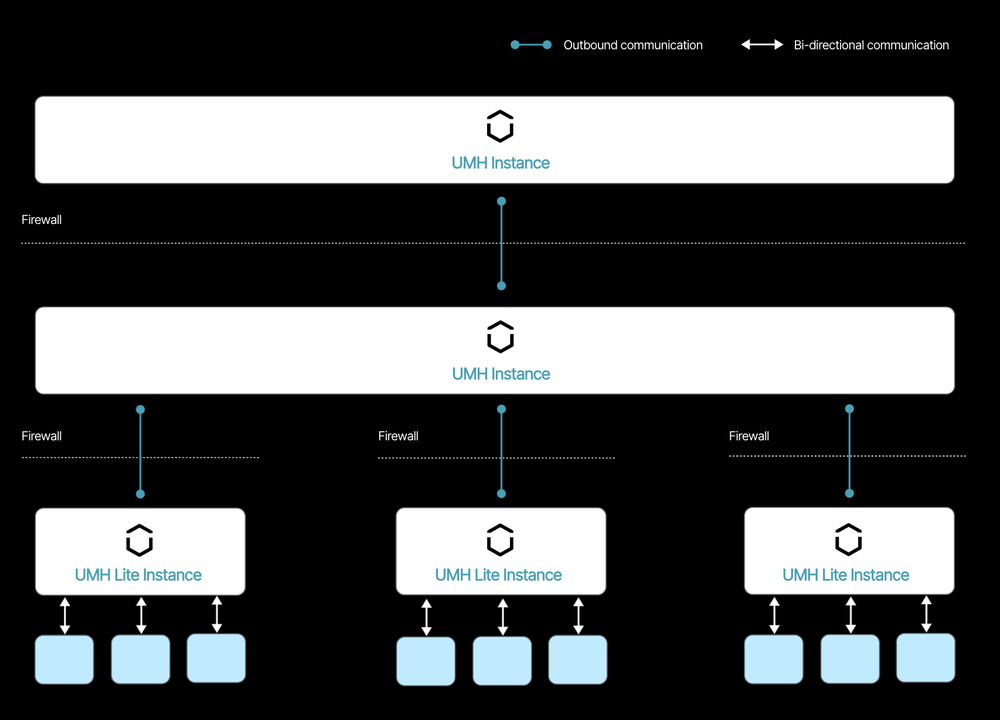 Outbound communication
Bi-directional communication
UMH Instance
Firewall
UMH Instance
Firewall
Firewall
Firewall
UMH Lite Instance
UMH Lite Instance
UMH Lite Instance